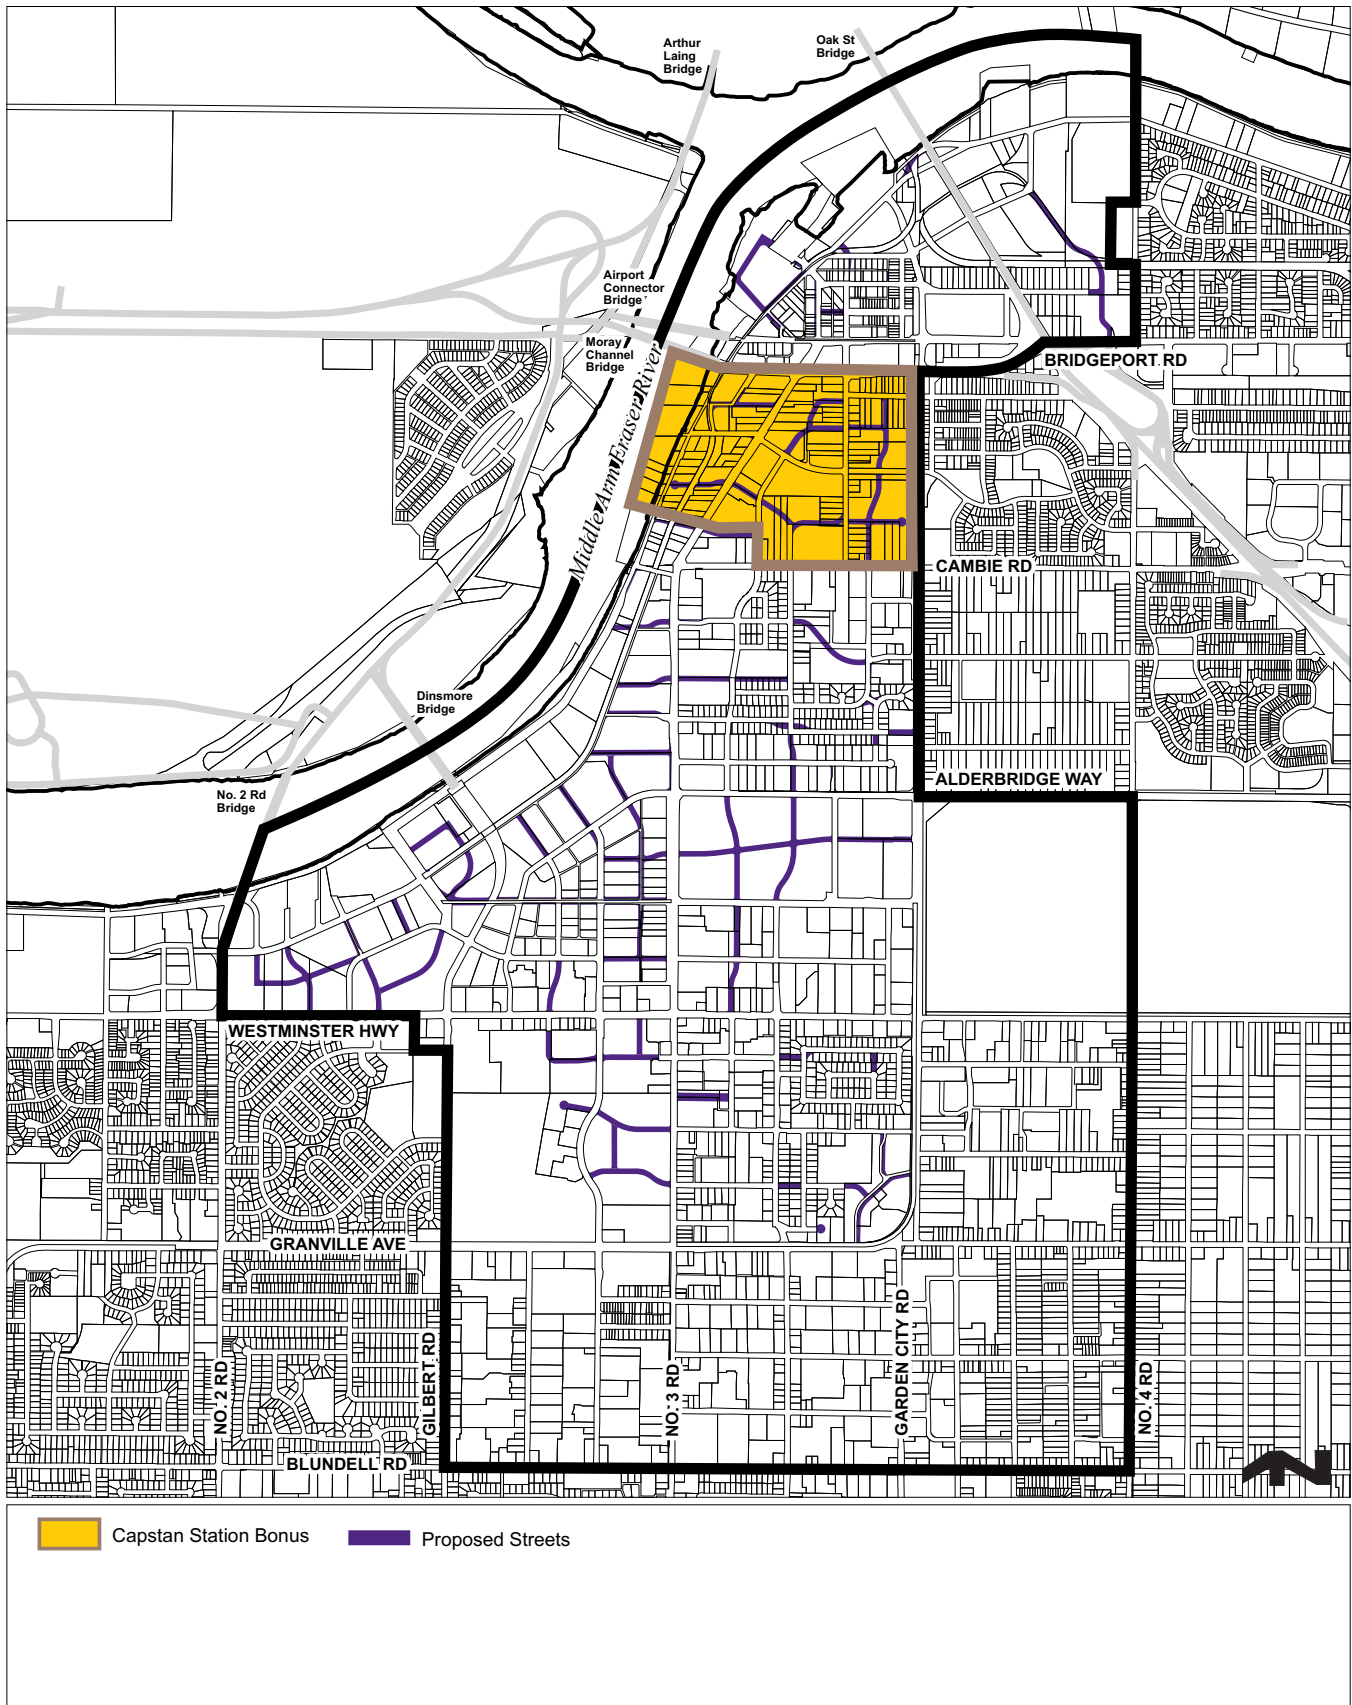 Arthur
Laing
Bridge
Oak St
Bridge
Airport
Connector
Bridge
Moray
Channel
Bridge
Middle Arm Fraser River
BRIDGEPORT RD
CAMBIE RD
Dinsmore
Bridge
No. 2 Rd
Bridge
ALDERBRIDGE WAY
WESTMINSTER HWY
GRANVILLE AVE
NO. 2 RD
GILBERT RD
NO. 3 RD
GARDEN CITY RD
NO. 4 RD
BLUNDELL RD
N
Capstan Station Bonus
Proposed Streets